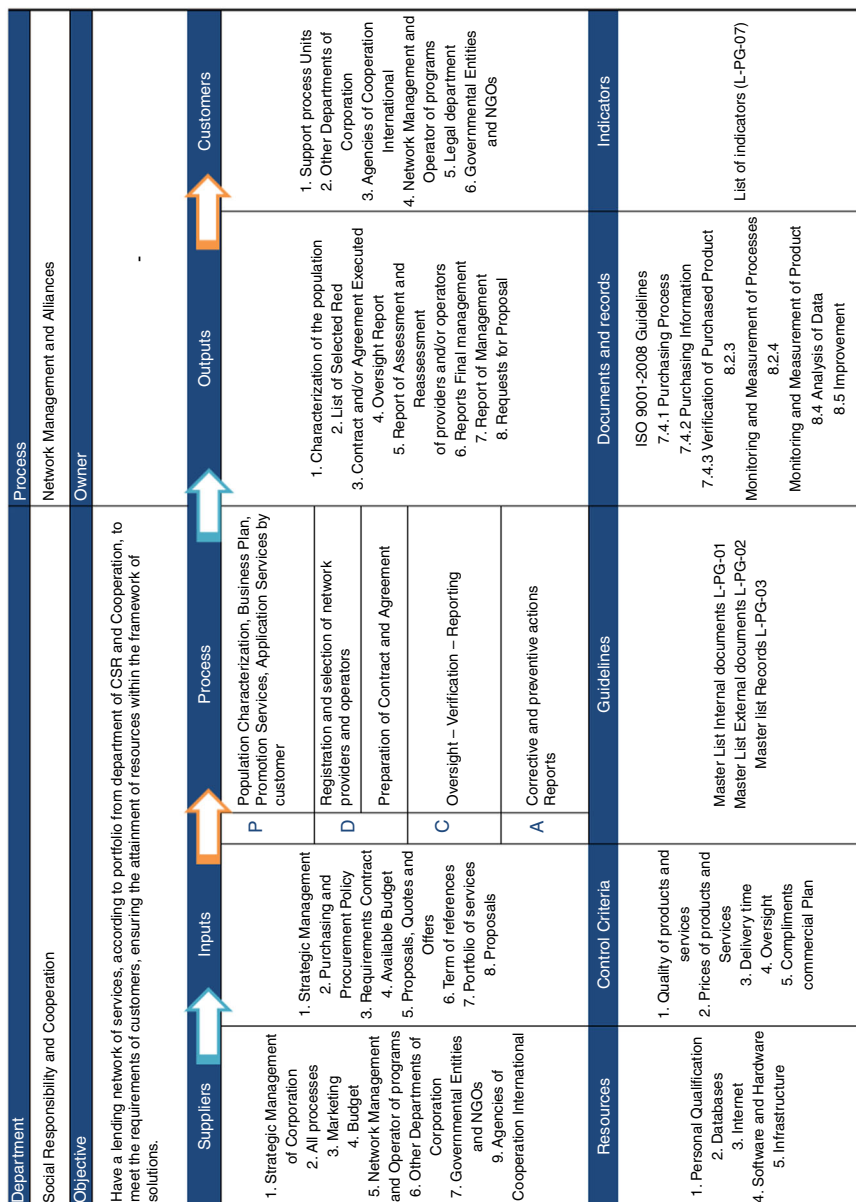 Department
Process
Social Responsibility and Cooperation
Network Management and Alliances
Objective
Owner
Have a lending network of services, according to portfolio from department of CSR and Cooperation, to
meet the requirements of customers, ensuring the attainment of resources within the framework of
solutions.
-
Suppliers
Inputs
Process
Outputs
Customers
1. Strategic Management
of Corporation
2. All processes
3. Marketing
4. Budget
5. Network Management
and Operator of programs
6. Other Departments of
Corporation
7. Governmental Entities
and NGOs
9. Agencies of
Cooperation International
1. Strategic Management
2. Purchasing and
Procurement Policy
3. Requirements Contract
4. Available Budget
5. Proposals, Quotes and
Offers
6. Term of references
7. Portfolio of services
8. Proposals
P
Population Characterization, Business Plan,
Promotion Services, Application Services by
customer
D
Registration and selection of network
providers and operators
Preparation of Contract and Agreement
C
Oversight – Verification – Reporting
A
Corrective and preventive actions
Reports
1. Characterization of the population
2. List of Selected Red
3. Contract and/or Agreement Executed
4. Oversight Report
5. Report of Assessment and
Reassessment
of providers and/or operators
6. Reports Final management
7. Report of Management
8. Requests for Proposal
1. Support process Units
2. Other Departments of
Corporation
3. Agencies of Cooperation
International
4. Network Management and
Operator of programs
5. Legal department
6. Governmental Entities
and NGOs
Resources
Control Criteria
Guidelines
Documents and records
Indicators
1. Personal Qualification
2. Databases
3. Internet
4. Software and Hardware
5. Infrastructure
1. Quality of products and
services
2. Prices of products and
Services
3. Delivery time
4. Oversight
5. Compliments
commercial Plan
Master List Internal documents L-PG-01
Master List External documents L-PG-02
Master list Records L-PG-03
ISO 9001-2008 Guidelines
7.4.1 Purchasing Process
7.4.2 Purchasing Information
7.4.3 Verification of Purchased Product
8.2.3
Monitoring and Measurement of Processes
8.2.4
Monitoring and Measurement of Product
8.4 Analysis of Data
8.5 Improvement
List of indicators (L-PG-07)